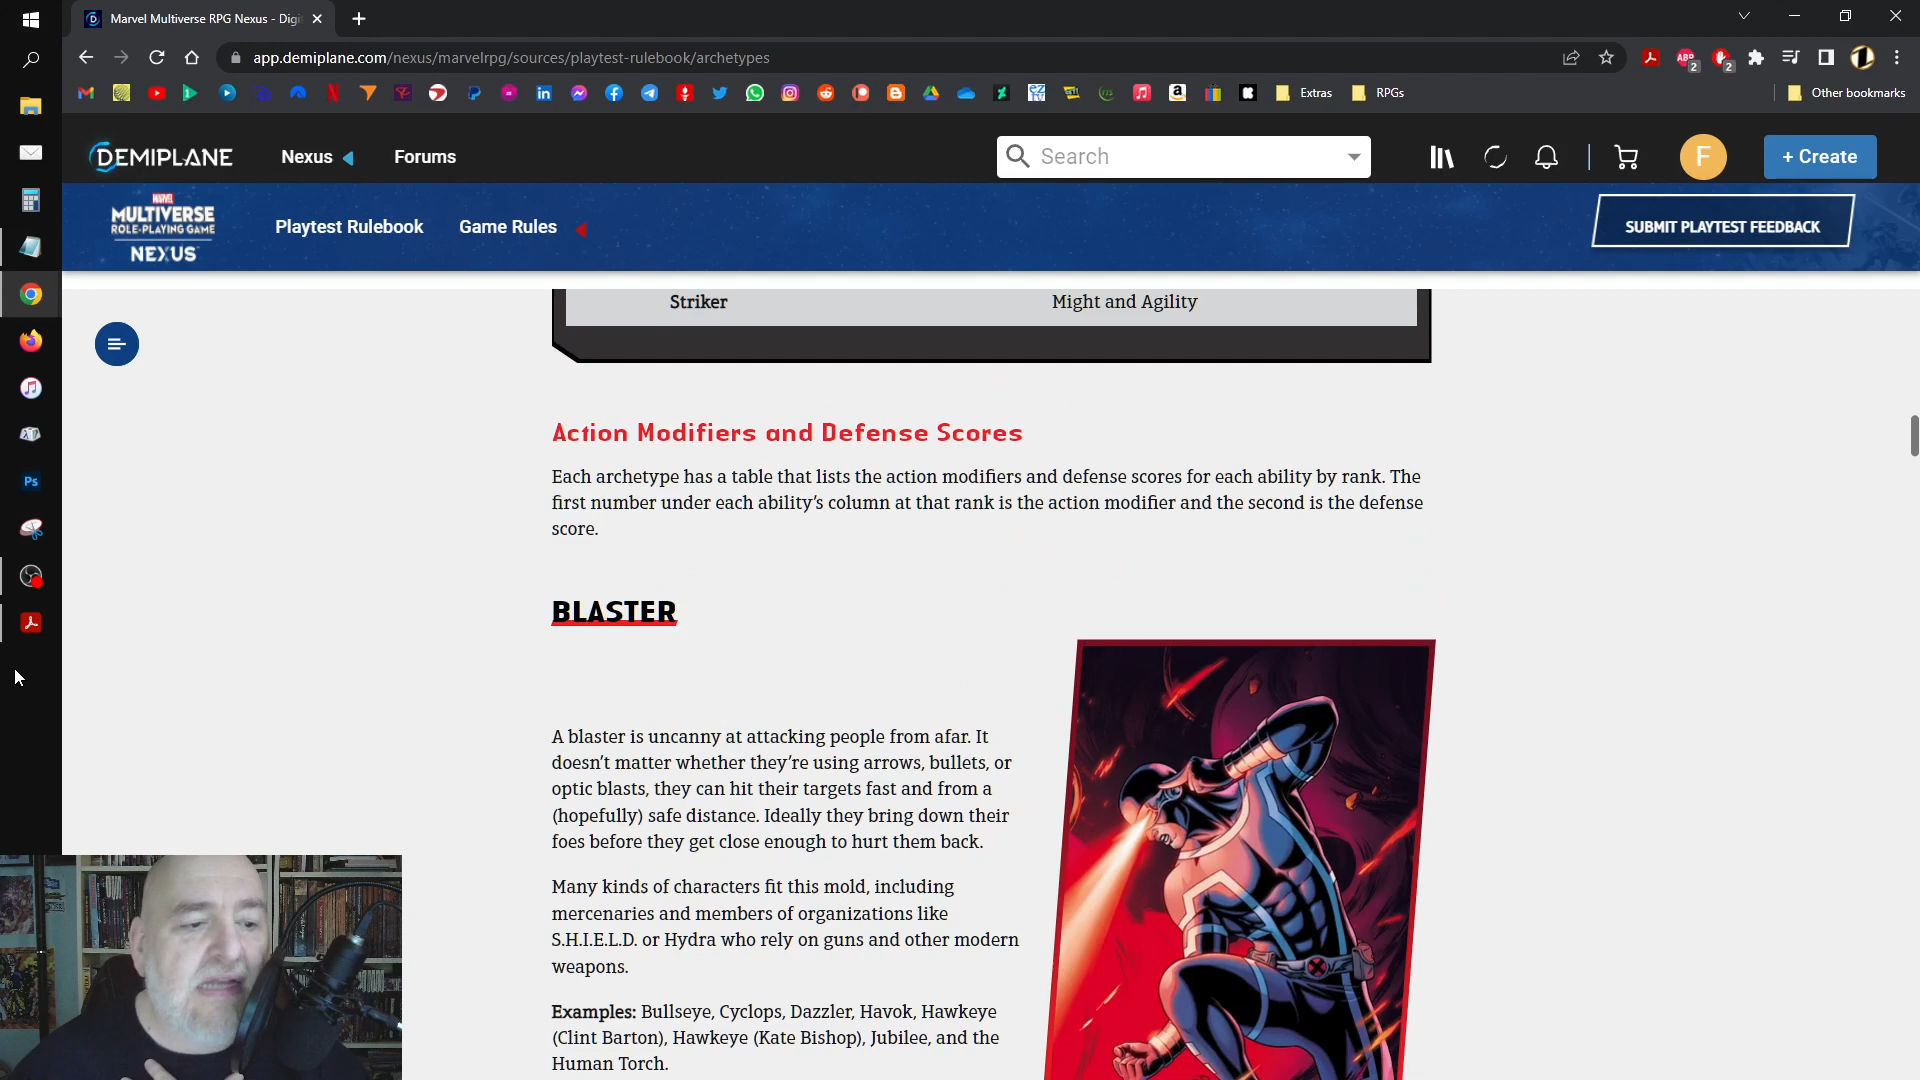 Marvel Multiverse RPG Nexus - Digi
app.demiplane.com/nexus/marvelrpg/sources/playtest-rulebook/archetypes
ABP
2
2
Extras
RPGs
Other bookmarks
DEMIPLANE
Nexus
Forums
Search
F
+ Create
MARVEL
MULTIVERSE
ROLE-PLAYING GAME
NEXUS
Playtest Rulebook
Game Rules
SUBMIT PLAYTEST FEEDBACK
Striker
Might and Agility
Action Modifiers and Defense Scores
Each archetype has a table that lists the action modifiers and defense scores for each ability by rank. The
first number under each ability's column at that rank is the action modifier and the second is the defense
score.
Ps
BLASTER
A blaster is uncanny at attacking people from afar. It
doesn't matter whether they're using arrows, bullets, or
optic blasts, they can hit their targets fast and from a
(hopefully) safe distance. Ideally they bring down their
foes before they get close enough to hurt them back.
Many kinds of characters fit this mold, including
mercenaries and members of organizations like
S.H.I.E.L.D. or Hydra who rely on guns and other modern
weapons.
Examples: Bullseye, Cyclops, Dazzler, Havok, Hawkeye
(Clint Barton), Hawkeye (Kate Bishop), Jubilee, and the
Human Torch.